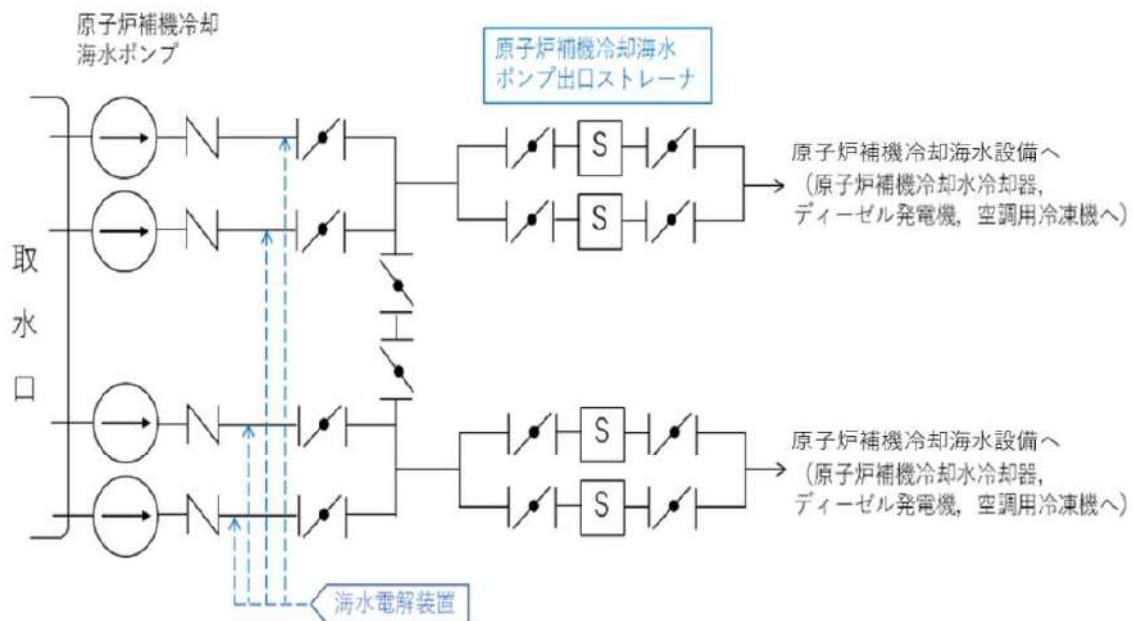 原子炉補機冷却
海水ポンプ
原子炉補機冷却海水
ポンプ出口ストレーナ
S
S
原子炉補機冷却海水設備へ
（原子炉補機冷却水冷却器，
ディーゼル発電機，空調用冷凍機へ）
取水口
S
S
原子炉補機冷却海水設備へ
（原子炉補機冷却水冷却器，
ディーゼル発電機，空調用冷凍機へ）
海水電解装置